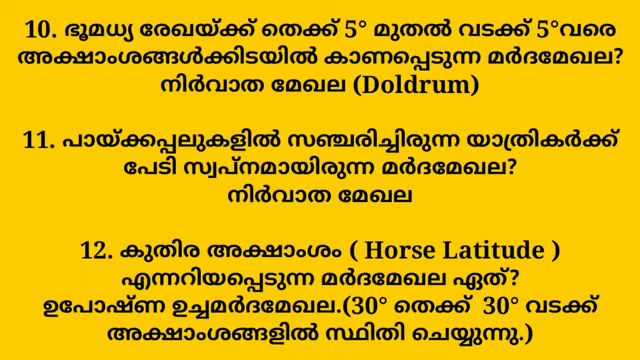 10. ഭൂമധ്യ രേഖയ്ക്ക് തെക്ക് 5° മുതൽ വടക്ക് 5°വരെ
അക്ഷാംശങ്ങൾക്കിടയിൽ കാണപ്പെടുന്ന മർദമേഖല?
നിർവാത മേഖല (Doldrum)
11. പായ്ക്കപ്പലുകളിൽ സഞ്ചരിച്ചിരുന്ന യാത്രികർക്ക്
പേടി സ്വപ്നമായിരുന്ന മർദമേഖല?
നിർവാത മേഖല
12. കുതിര അക്ഷാംശം ( Horse Latitude )
എന്നറിയപ്പെടുന്ന മർദമേഖല ഏത്?
ഉപോഷ്ണ ഉച്ചമർദമേഖല.(30° തെക്ക് 30° വടക്ക്
അക്ഷാംശങ്ങളിൽ സ്ഥിതി ചെയ്യുന്നു.)